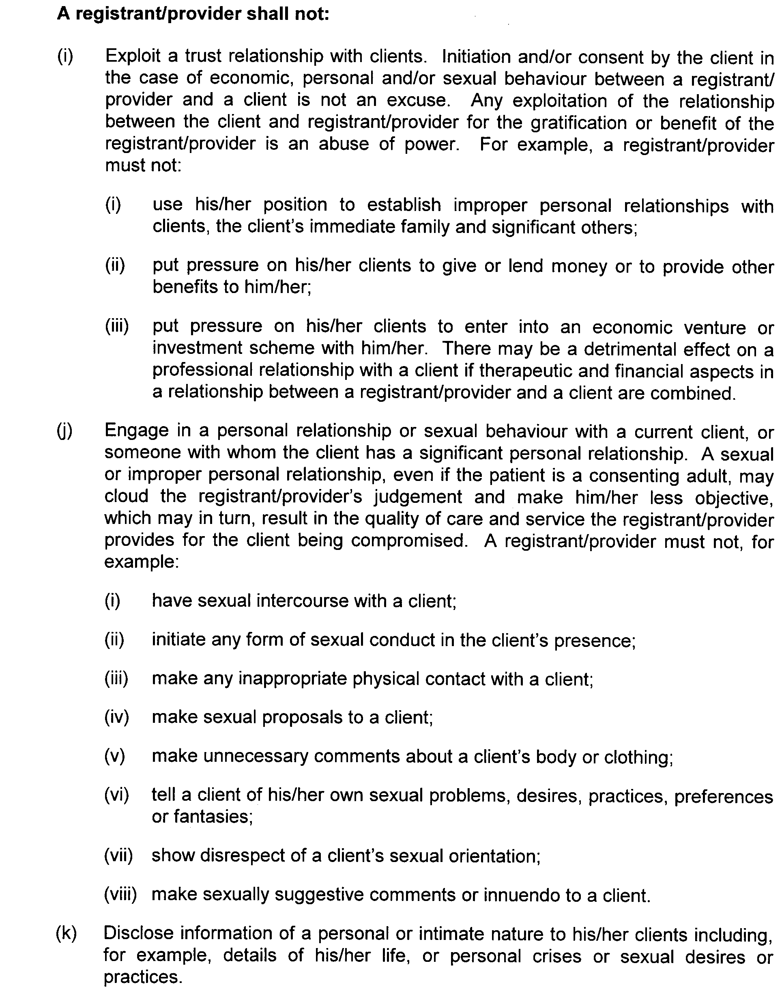 A registrant/provider shall not:
(i) Exploit a trust relationship with clients. Initiation and/or consent by the client in
the case of economic, personal and/or sexual behaviour between a registrant/
provider and a client is not an excuse. Any exploitation of the relationship
between the client and registrant/provider for the gratification or benefit of the
registrant/provider is an abuse of power. For example, a registrant/provider
must not:
(i) use his/her position to establish improper personal relationships with
clients, the client's immediate family and significant others;
(ii) put pressure on his/her clients to give or lend money or to provide other
benefits to him/her;
(iii) put pressure on his/her clients to enter into an economic venture or
investment scheme with him/her. There may be a detrimental effect on a
professional relationship with a client if therapeutic and financial aspects in
a relationship between a registrant/provider and a client are combined.
(j) Engage in a personal relationship or sexual behaviour with a current client, or
someone with whom the client has a significant personal relationship. A sexual
or improper personal relationship, even if the patient is a consenting adult, may
cloud the registrant/provider's judgement and make him/her less objective,
which may in turn, result in the quality of care and service the registrant/provider
provides for the client being compromised. A registrant/provider must not, for
example:
(i) have sexual intercourse with a client;
(ii) initiate any form of sexual conduct in the client's presence;
(iii) make any inappropriate physical contact with a client;
(iv) make sexual proposals to a client;
(v) make unnecessary comments about a client's body or clothing;
(vi) tell a client of his/her own sexual problems, desires, practices, preferences
or fantasies;
(vii) show disrespect of a client's sexual orientation;
(viii) make sexually suggestive comments or innuendo to a client.
(k) Disclose information of a personal or intimate nature to his/her clients including,
for example, details of his/her life, or personal crises or sexual desires or
practices.